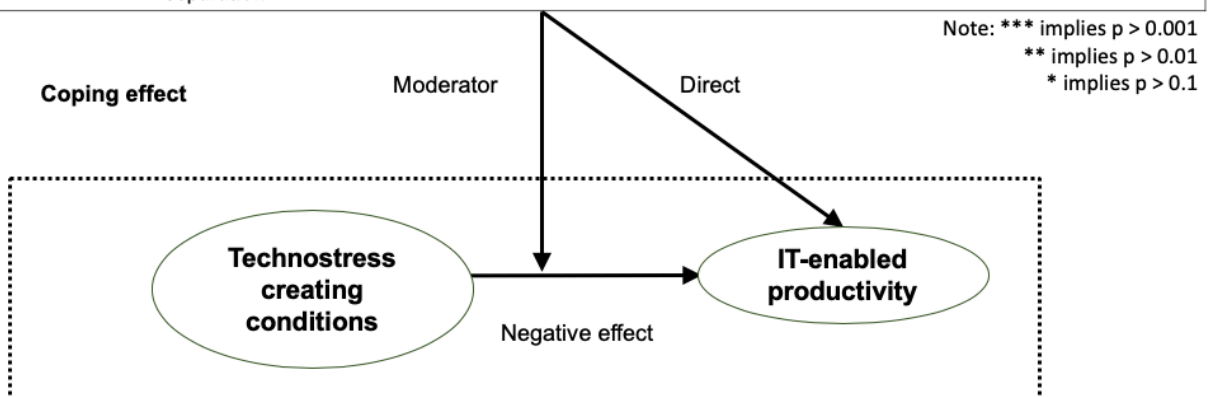 Note: *** implies p > 0.001
** implies p > 0.01
* implies p > 0.1
Moderator
Direct
Coping effect
Technostress
creating
conditions
IT-enabled
productivity
Negative effect